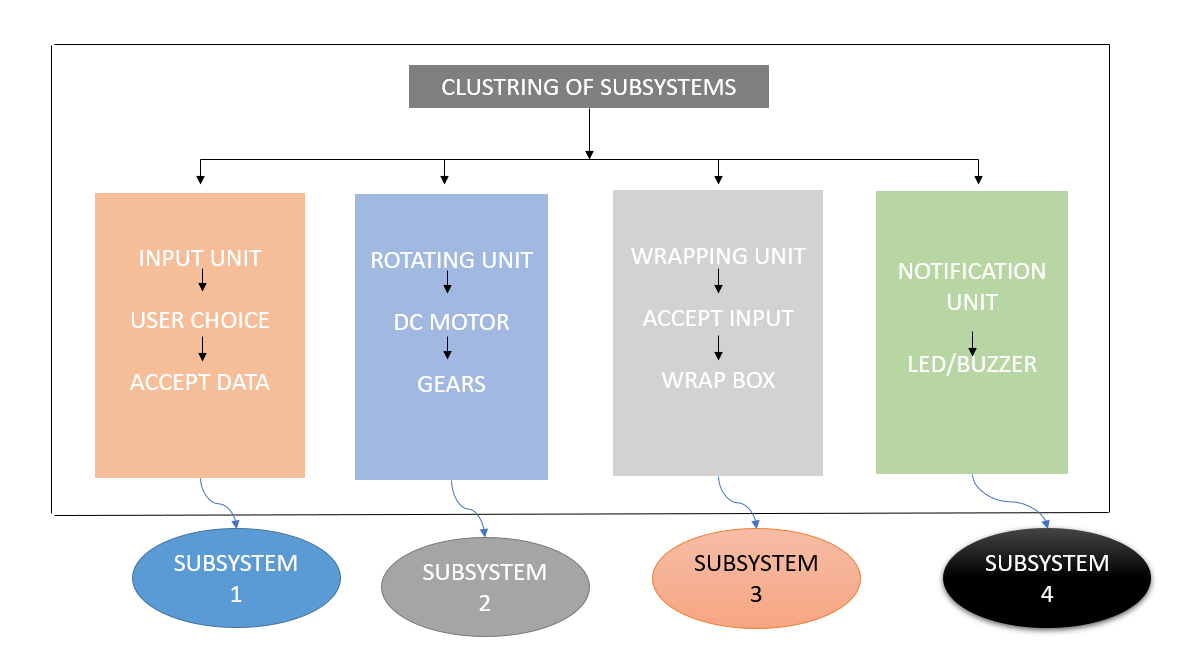 CLUSTRING OF SUBSYSTEMS
INPUT UNIT
USER CHOICE
ACCEPT DATA
ROTATING UNIT
DC MOTOR
GEARS
WRAPPING UNIT
ACCEPT INPUT
WRAP BOX
NOTIFICATION
UNIT
LED/BUZZER
SUBSYSTEM
1
SUBSYSTEM
2
SUBSYSTEM
3
SUBSYSTEM
4